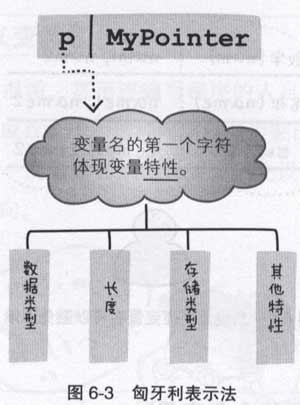 p MyPointer
变量名的第一个字符
体现变量特性。
数据类型
长度
存储类型
其他特性
图 6-3 匈牙利表示法